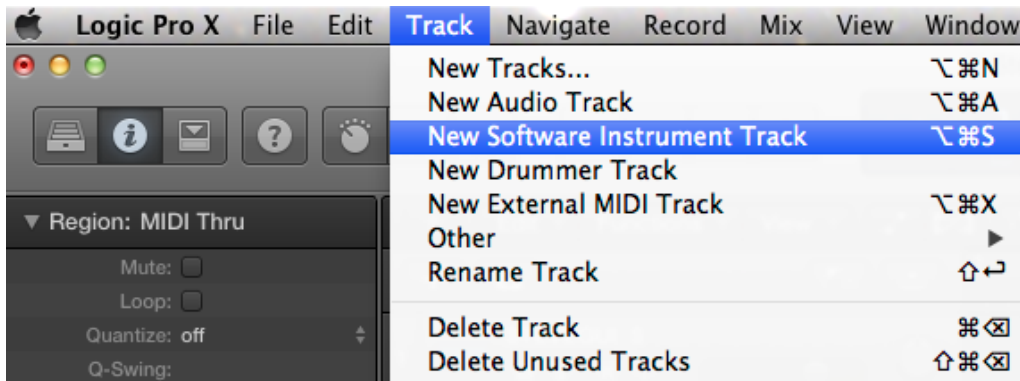 Logic Pro X File Edit Track Navigate Record Mix View Window
New Tracks... ⌥⌘N
New Audio Track ⌥⌘A
New Software Instrument Track ⌥⌘S
New Drummer Track
New External MIDI Track ⌥⌘X
Other ▶
Rename Track ⇧↩
Delete Track ⌘⌫
Delete Unused Tracks ⇧⌘⌫
i ?
▼ Region: MIDI Thru
Mute:
Loop:
Quantize: off
Q-Swing: